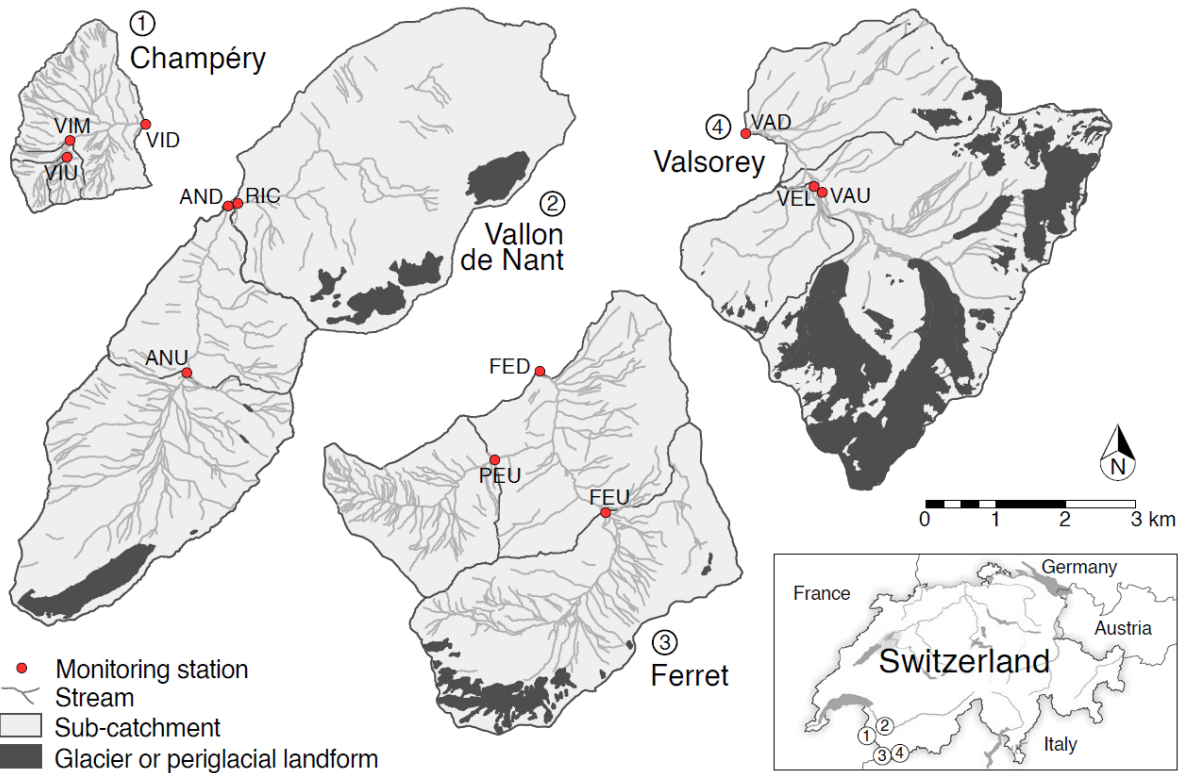 ①
Champéry
VIM
VID
VIU
AND
RIC
②
Vallon
de Nant
ANU
④
VAD
Valsorey
VEL
VAU
FED
PEU
FEU
③
Ferret
N
0 1 2 3 km
Monitoring station
Stream
Sub-catchment
Glacier or periglacial landform
Germany
France
Austria
Switzerland
Italy
①
②
③
④